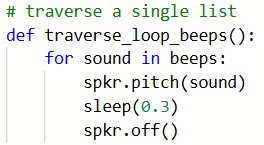 # traverse a single list
def traverse_loop_beeps():
    for sound in beeps:
        spkr.pitch(sound)
        sleep(0.3)
        spkr.off()